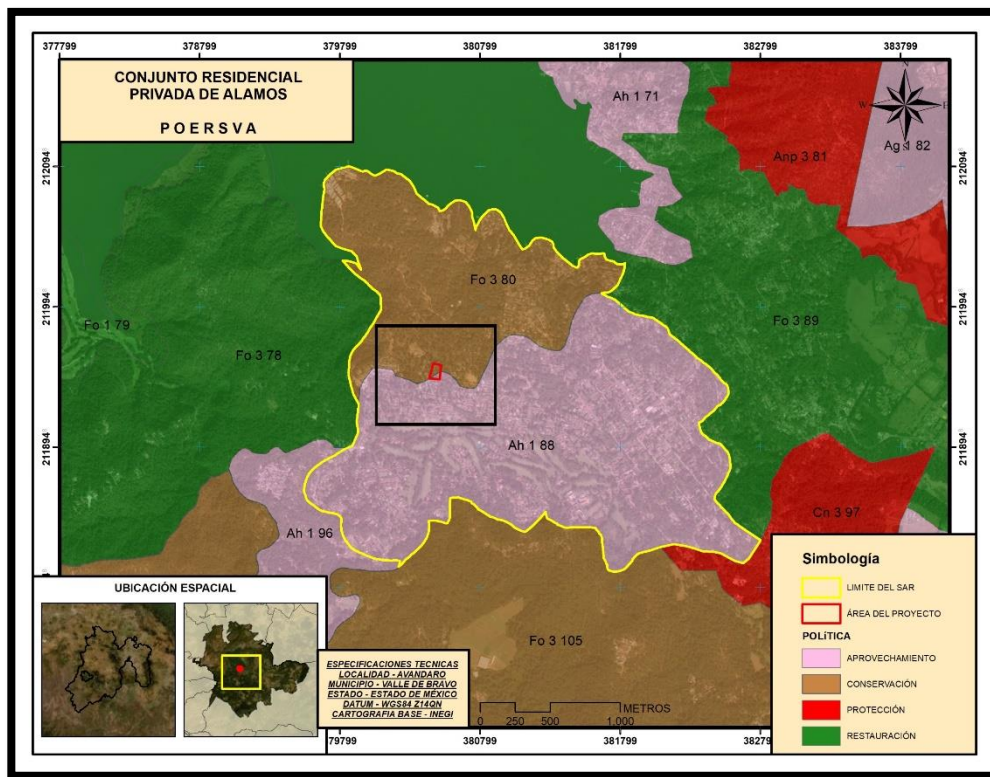 377799 378799 379799 380799 381799 382799 383799
CONJUNTO RESIDENCIAL
PRIVADA DE ALAMOS
P O E R S V A
N
W E
Ah 1 71
Anp 3 81
Ag 1 82
212094 212094
Fo 3 80
211994 211994
Fo 1 79
Fo 3 78
Fo 3 89
211894 211894
Ah 1 88
Ah 1 96
Cn 3 97
Fo 3 105
UBICACIÓN ESPACIAL
ESPECIFICACIONES TECNICAS
LOCALIDAD - AVANDARO
MUNICIPIO - VALLE DE BRAVO
ESTADO - ESTADO DE MÉXICO
DATUM - WGS84 Z14QN
CARTOGRAFIA BASE - INEGI
METROS
0 250 500 1,000
Simbología
LIMITE DEL SAR
ÁREA DEL PROYECTO
POLíTICA
APROVECHAMIENTO
CONSERVACIÓN
PROTECCIÓN
RESTAURACIÓN
79799 380799 381799 38279